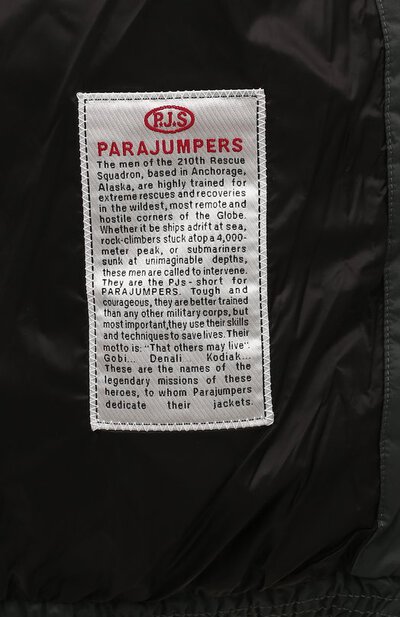 P.J.S
PARAJUMPERS
The men of the 210th Rescue
Squadron, based in Anchorage,
Alaska, are highly trained for
extreme rescues and recoveries
in the wildest, most remote and
hostile corners of the Globe.
Whether it be ships adrift at sea,
rock-climbers stuck atop a 4,000-
meter peak, or submariners
sunk at unimaginable depths,
these men are called to intervene.
They are the PJs - short for
PARAJUMPERS. Tough and
courageous, they are better trained
than any other military corps, but
most important, they use their skills
and techniques to save lives. Their
motto is: "That others may live".
Gobi... Denali Kodiak...
These are the names of the
legendary missions of these
heroes, to whom Parajumpers
dedicate their jackets.